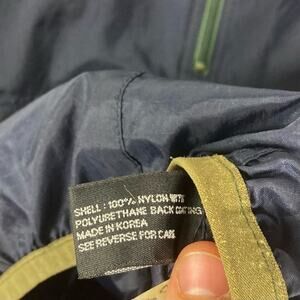 SHELL : 100% NYLON WITH
POLYURETHANE BACK COATING
MADE IN KOREA
SEE REVERSE FOR CARE